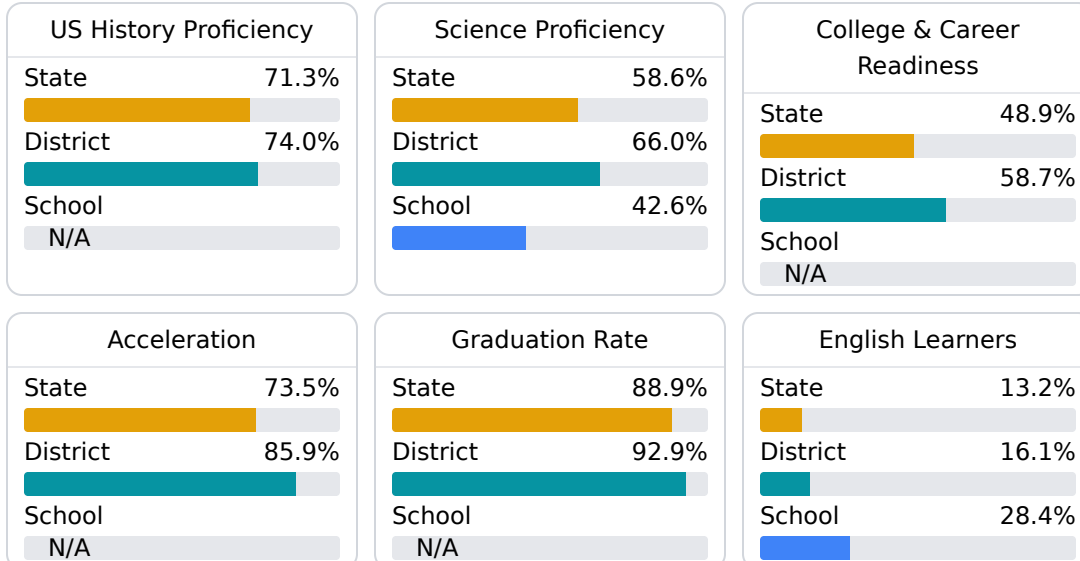 US History Proficiency
State 71.3%
District 74.0%
School
N/A
Science Proficiency
State 58.6%
District 66.0%
School 42.6%
College & Career
Readiness
State 48.9%
District 58.7%
School
N/A
Acceleration
State 73.5%
District 85.9%
School
N/A
Graduation Rate
State 88.9%
District 92.9%
School
N/A
English Learners
State 13.2%
District 16.1%
School 28.4%